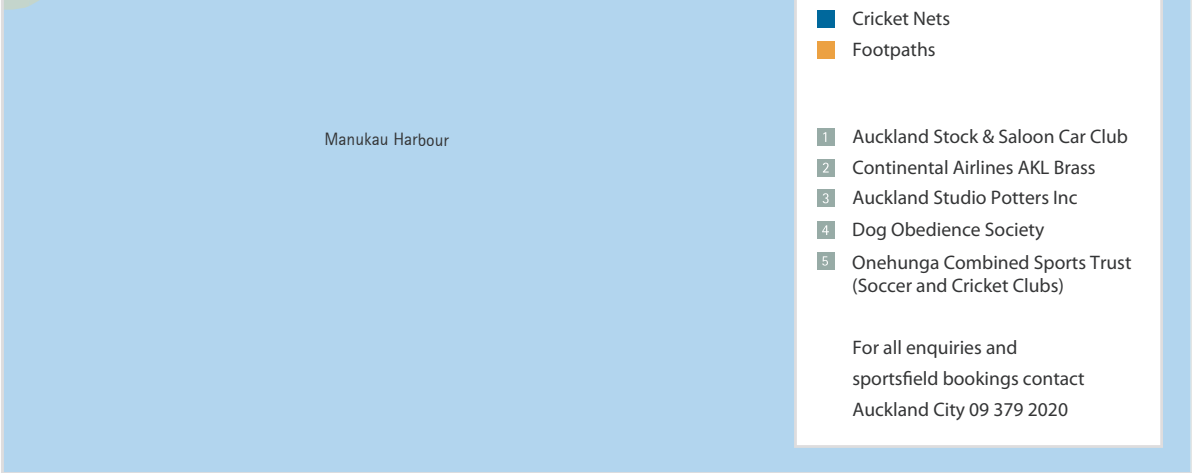 Manukau Harbour
Cricket Nets
Footpaths
1 Auckland Stock & Saloon Car Club
2 Continental Airlines AKL Brass
3 Auckland Studio Potters Inc
4 Dog Obedience Society
5 Onehunga Combined Sports Trust
(Soccer and Cricket Clubs)
For all enquiries and
sportsfield bookings contact
Auckland City 09 379 2020